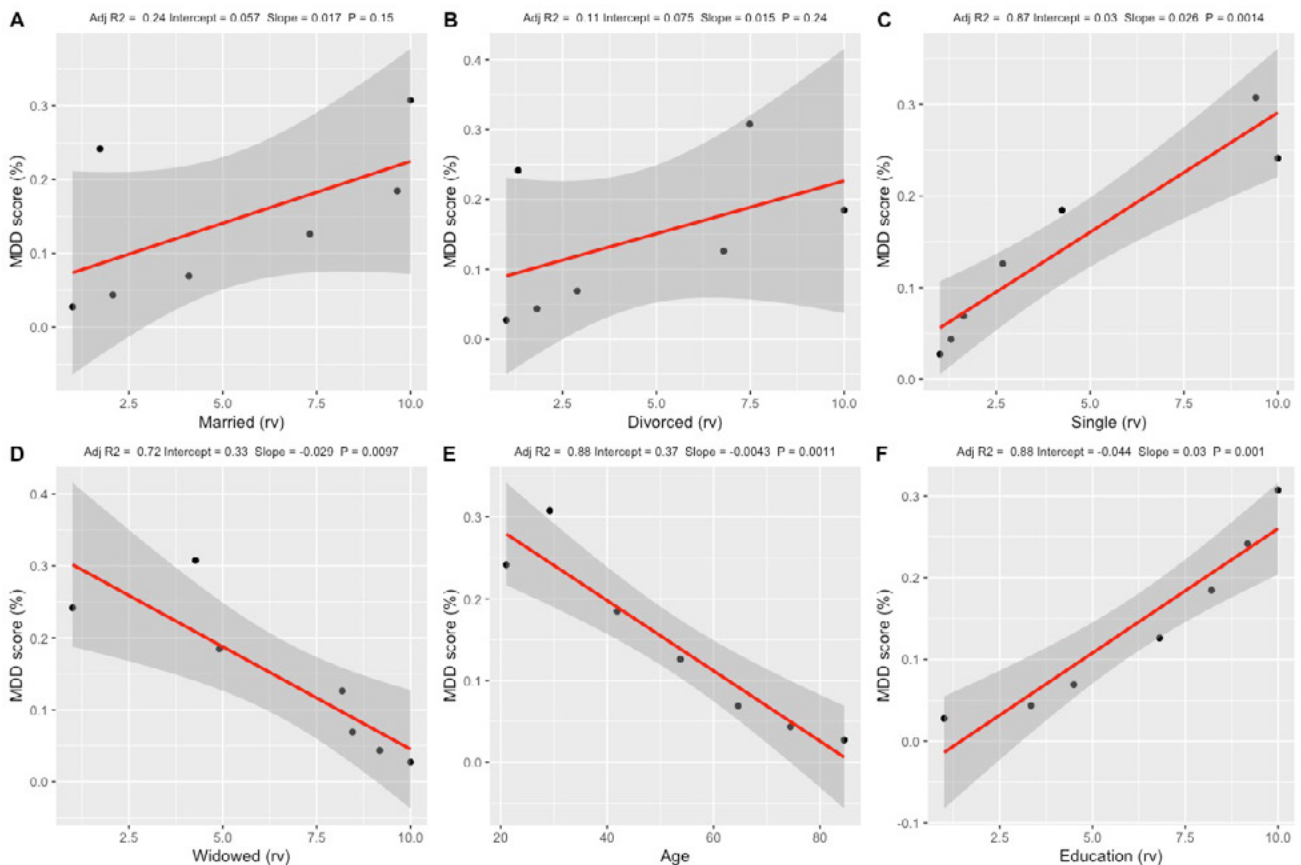 Adj R2 = 0.24 Intercept = 0.057 Slope = 0.017 P = 0.15
A
MDD score (%)
0.3
0.2
0.1
0.0
2.5 5.0 7.5 10.0
Married (rv)
Adj R2 = 0.11 Intercept = 0.075 Slope = 0.015 P = 0.24
B
MDD score (%)
0.4
0.3
0.2
0.1
0.0
2.5 5.0 7.5 10.0
Divorced (rv)
Adj R2 = 0.87 Intercept = 0.03 Slope = 0.026 P = 0.0014
C
MDD score (%)
0.3
0.2
0.1
0.0
2.5 5.0 7.5 10.0
Single (rv)
Adj R2 = 0.72 Intercept = 0.33 Slope = -0.029 P = 0.0097
D
MDD score (%)
0.4
0.3
0.2
0.1
0.0
2.5 5.0 7.5 10.0
Widowed (rv)
Adj R2 = 0.88 Intercept = 0.37 Slope = -0.0043 P = 0.0011
E
MDD score (%)
0.3
0.2
0.1
0.0
20 40 60 80
Age
Adj R2 = 0.88 Intercept = -0.044 Slope = 0.03 P = 0.001
F
MDD score (%)
0.3
0.2
0.1
0.0
-0.1
2.5 5.0 7.5 10.0
Education (rv)